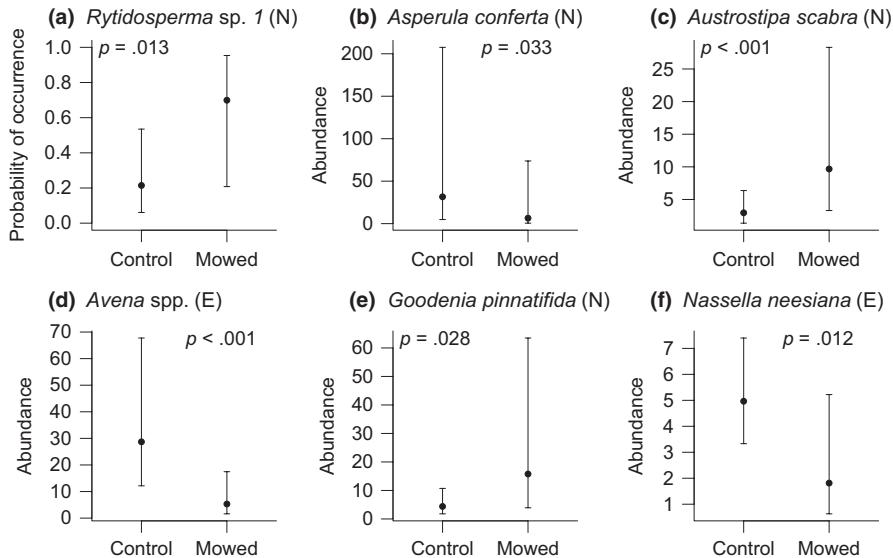 (a) Rytidosperma sp. 1 (N)
p = .013
Probability of occurrence
1.0
0.8
0.6
0.4
0.2
0.0
Control Mowed
(b) Asperula conferta (N)
p = .033
Abundance
200
150
100
50
0
Control Mowed
(c) Austrostipa scabra (N)
p < .001
Abundance
25
20
15
10
5
Control Mowed
(d) Avena spp. (E)
p < .001
Abundance
70
60
50
40
30
20
10
0
Control Mowed
(e) Goodenia pinnatifida (N)
p = .028
Abundance
60
50
40
30
20
10
0
Control Mowed
(f) Nassella neesiana (E)
p = .012
Abundance
7
6
5
4
3
2
1
Control Mowed